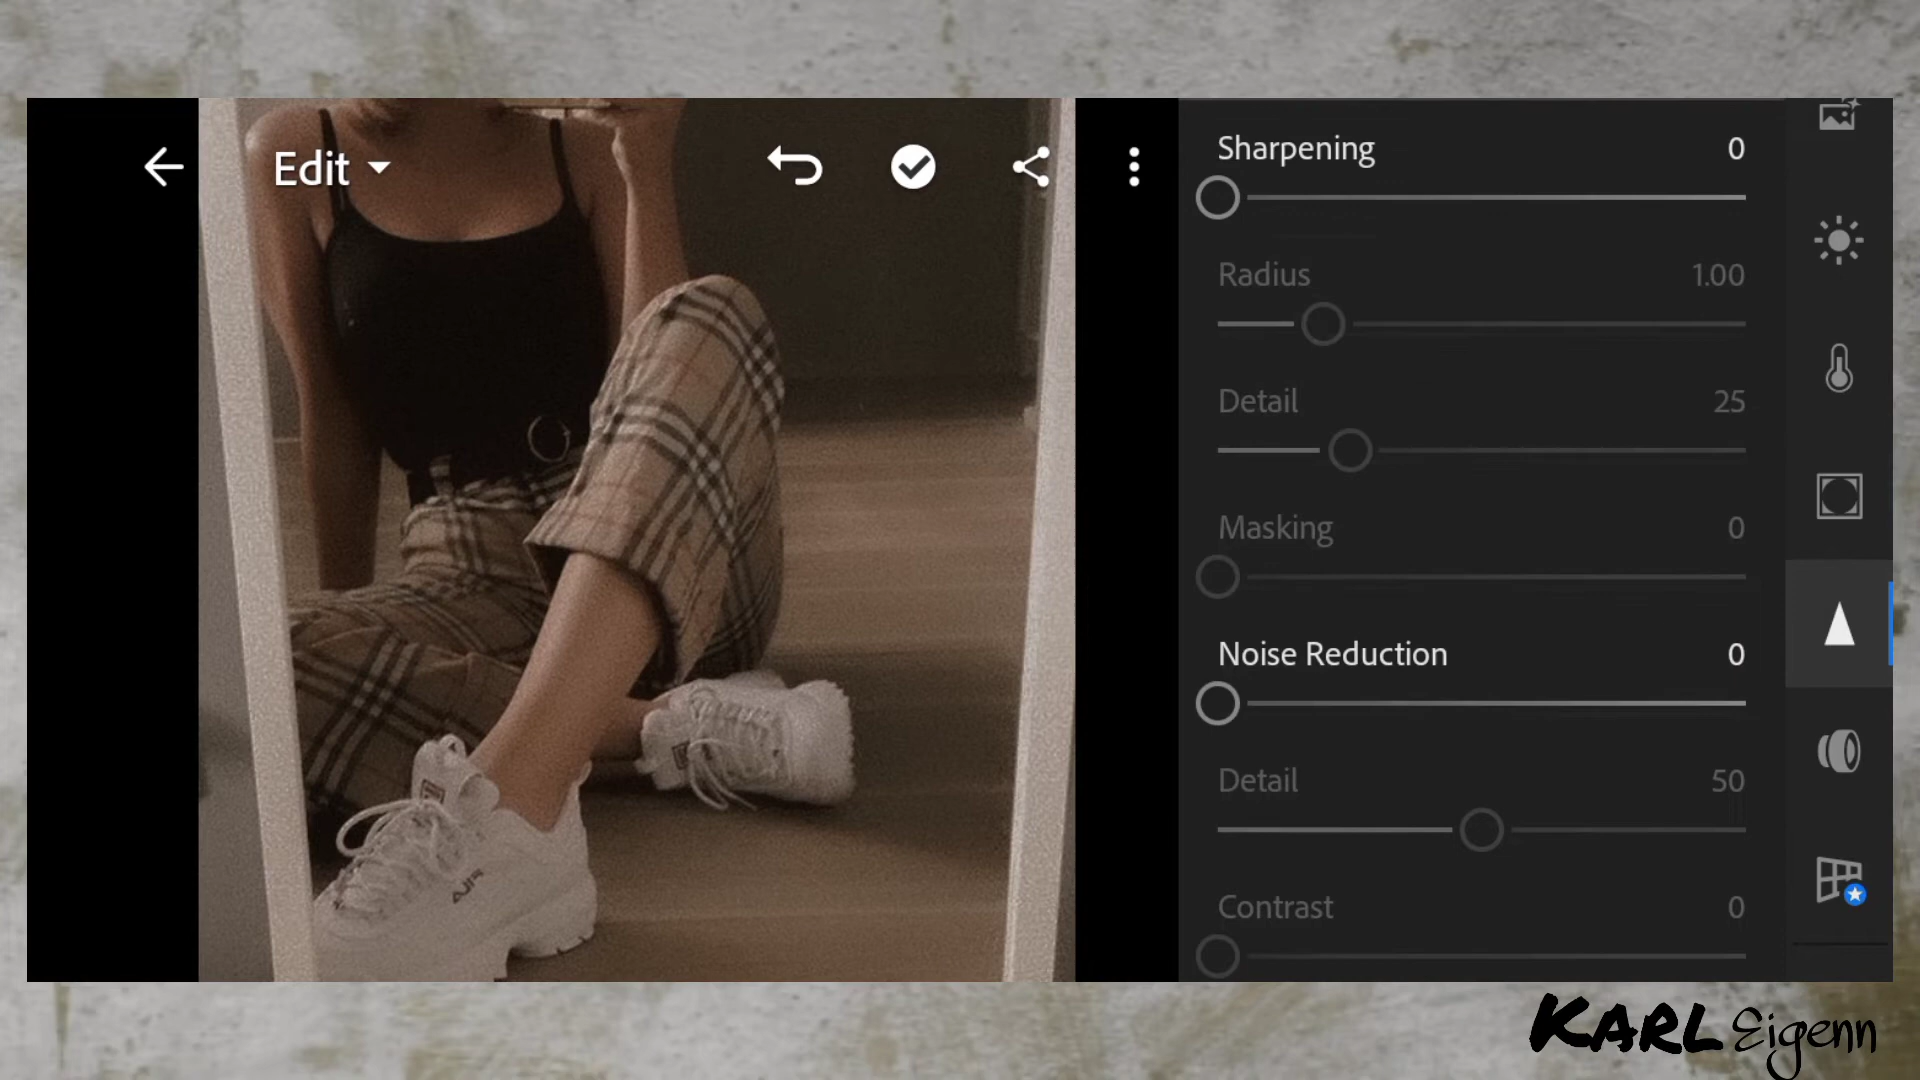 Edit
Sharpening 0
Radius 1.00
Detail 25
Masking 0
Noise Reduction 0
Detail 50
Contrast 0
AIR
KARL Eigenn